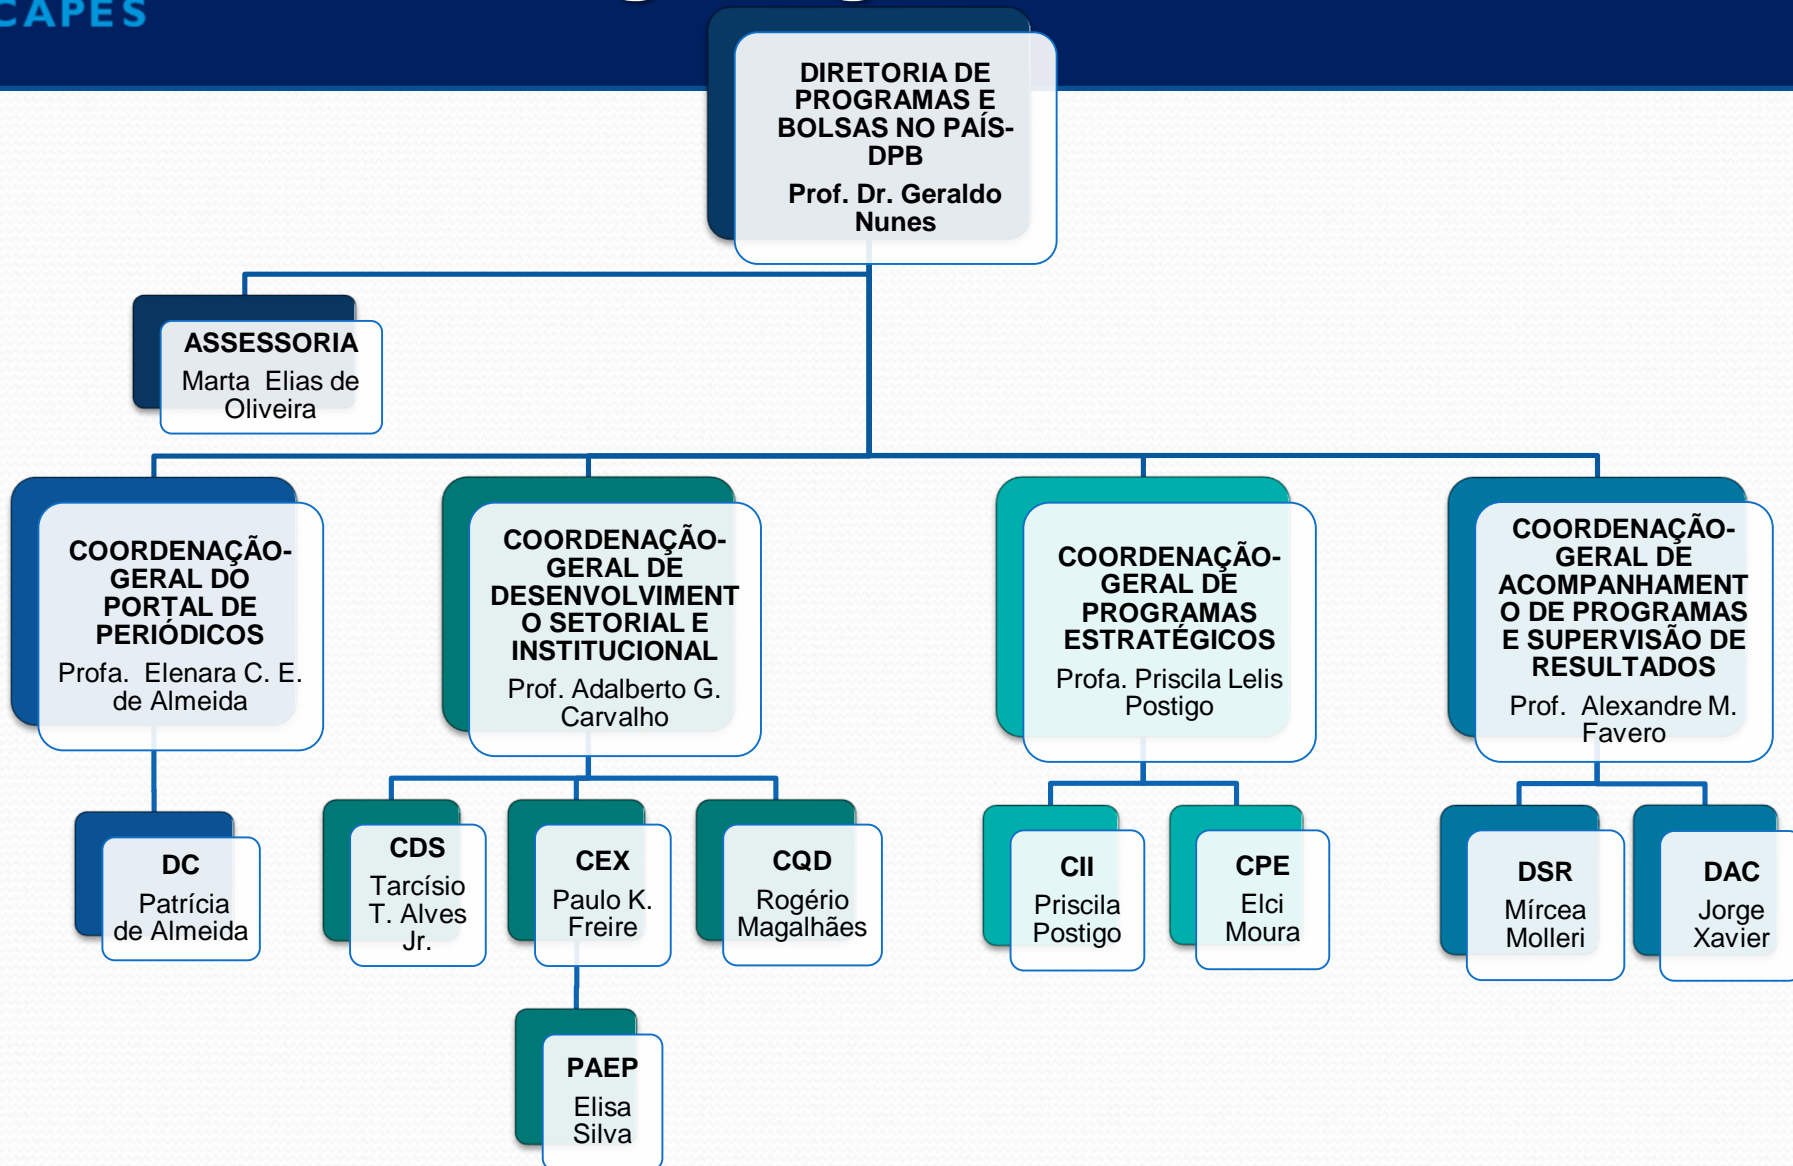 CAPES
DIRETORIA DE
PROGRAMAS E
BOLSAS NO PAÍS-
DPB
Prof. Dr. Geraldo
Nunes
ASSESSORIA
Marta Elias de
Oliveira
COORDENAÇÃO-
GERAL DO
PORTAL DE
PERIÓDICOS
Profa. Elenara C. E.
de Almeida
COORDENAÇÃO-
GERAL DE
DESENVOLVIMENT
O SETORIAL E
INSTITUCIONAL
Prof. Adalberto G.
Carvalho
COORDENAÇÃO-
GERAL DE
PROGRAMAS
ESTRATÉGICOS
Profa. Priscila Lelis
Postigo
COORDENAÇÃO-
GERAL DE
ACOMPANHAMENT
O DE PROGRAMAS
E SUPERVISÃO DE
RESULTADOS
Prof. Alexandre M.
Favero
DC
Patrícia
de Almeida
CDS
Tarcísio
T. Alves
Jr.
CEX
Paulo K.
Freire
CQD
Rogério
Magalhães
CII
Priscila
Postigo
CPE
Elci
Moura
DSR
Mírcea
Molleri
DAC
Jorge
Xavier
PAEP
Elisa
Silva